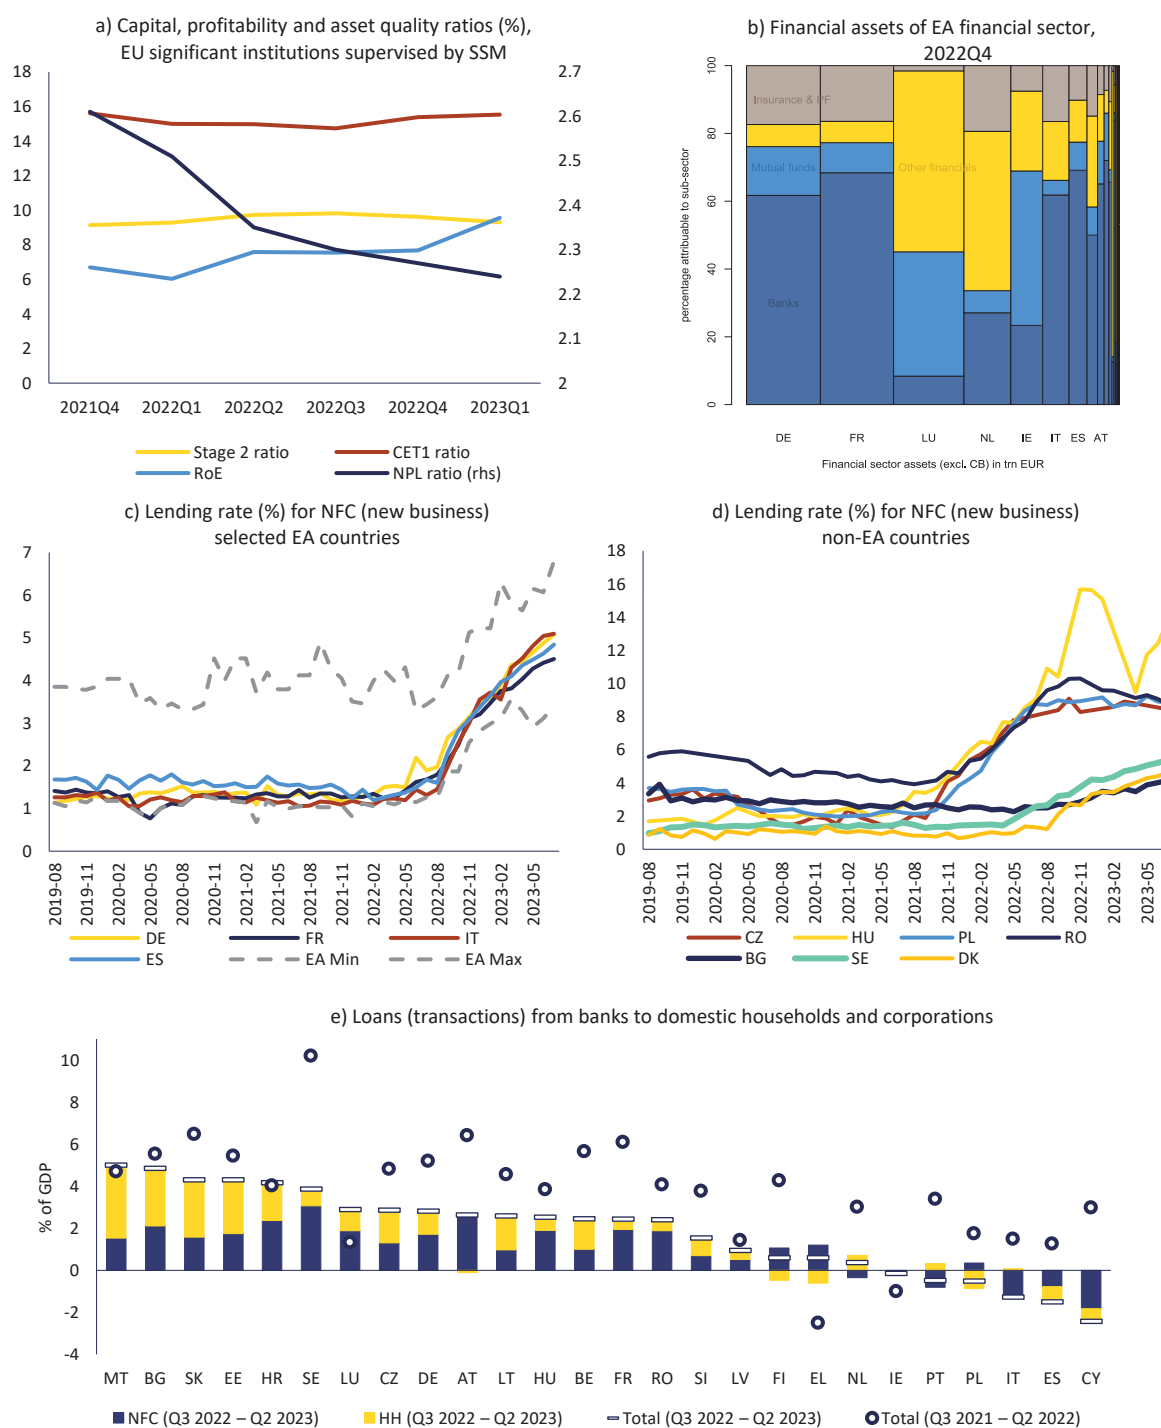 a) Capital, profitability and asset quality ratios (%),
EU significant institutions supervised by SSM
18
16
14
12
10
8
6
4
2
0
2.7
2.6
2.5
2.4
2.3
2.2
2.1
2
2021Q4 2022Q1 2022Q2 2022Q3 2022Q4 2023Q1
Stage 2 ratio CET1 ratio
RoE NPL ratio (rhs)
b) Financial assets of EA financial sector,
2022Q4
percentage attribuable to sub-sector
100
80
60
40
20
0
Insurance & PF
Mutual funds
Other financials
Banks
DE FR LU NL IE IT ES AT
Financial sector assets (excl. CB) in trn EUR
c) Lending rate (%) for NFC (new business)
selected EA countries
7
6
5
4
3
2
1
0
2019-08 2019-11 2020-02 2020-05 2020-08 2020-11 2021-02 2021-05 2021-08 2021-11 2022-02 2022-05 2022-08 2022-11 2023-02 2023-05
DE FR IT
ES EA Min EA Max
d) Lending rate (%) for NFC (new business)
non-EA countries
18
16
14
12
10
8
6
4
2
0
2019-08 2019-11 2020-02 2020-05 2020-08 2020-11 2021-02 2021-05 2021-08 2021-11 2022-02 2022-05 2022-08 2022-11 2023-02 2023-05
CZ HU PL RO
BG SE DK
e) Loans (transactions) from banks to domestic households and corporations
% of GDP
10
8
6
4
2
0
-2
-4
MT BG SK EE HR SE LU CZ DE AT LT HU BE FR RO SI LV FI EL NL IE PT PL IT ES CY
NFC (Q3 2022 – Q2 2023) HH (Q3 2022 – Q2 2023) Total (Q3 2022 – Q2 2023) Total (Q3 2021 – Q2 2022)